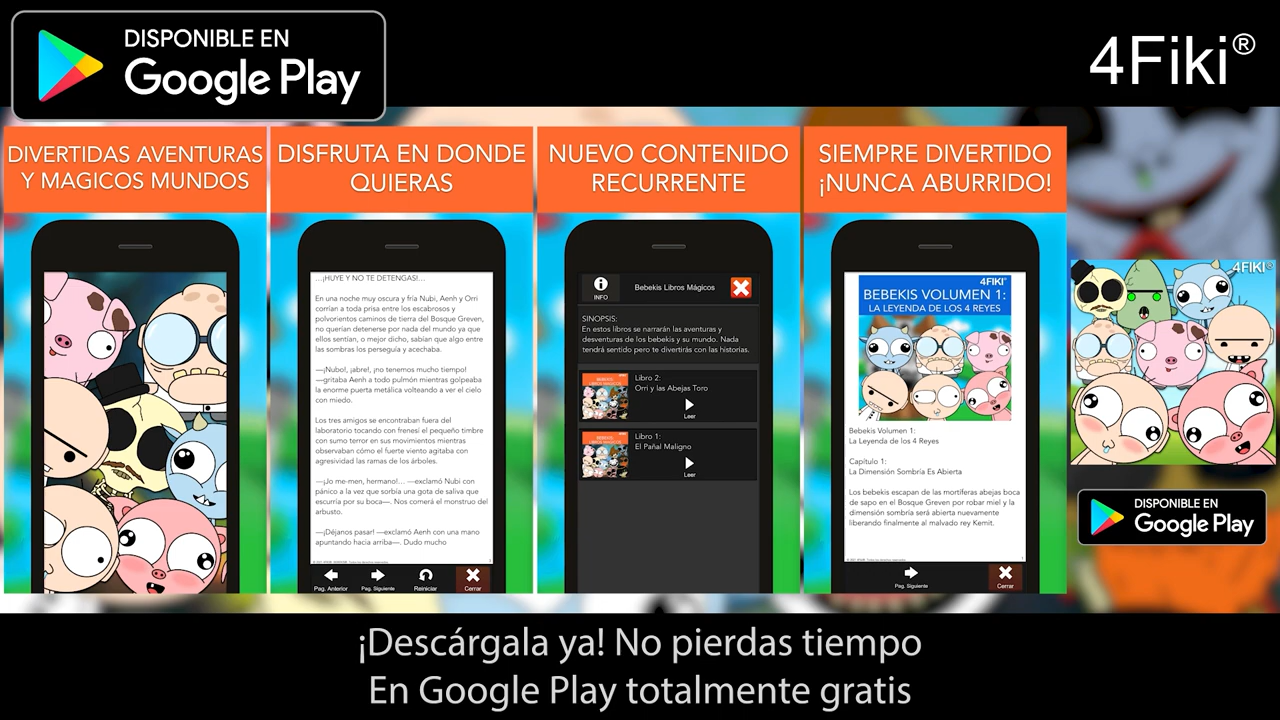 DISPONIBLE EN
Google Play
4Fiki®
DIVERTIDAS AVENTURAS
Y MAGICOS MUNDOS
DISFRUTA EN DONDE
QUIERAS
...¡HUYE Y NO TE DETENGAS!...
En una noche muy oscura y fría Nubi, Aenh y Orri
corrían a toda prisa entre los escabrosos y
polvorientos caminos de tierra del Bosque Greven,
no querían detenerse por nada del mundo ya que
ellos sentían, o mejor dicho, sabían que algo entre
las sombras los perseguía y acechaba.
—¡Nubo!, ¡abre!, ¡no tenemos mucho tiempo!
—gritaba Aenh a todo pulmón mientras golpeaba
la enorme puerta metálica volteando a ver el cielo
con miedo.
Los tres amigos se encontraban fuera del
laboratorio tocando con frenesí el pequeño timbre
con sumo terror en sus movimientos mientras
observaban cómo el fuerte viento agitaba con
agresividad las ramas de los árboles.
—¡Jo me-men, hermano!... —exclamó Nubi con
pánico a la vez que sorbía una gota de saliva que
escurría por su boca—. Nos comerá el monstruo del
arbusto.
—¡Déjanos pasar! —exclamó Aenh con una mano
apuntando hacia arriba—. Dudo mucho
Pag. Anterior
Pag. Siguiente
Reiniciar
Cerrar
NUEVO CONTENIDO
RECURRENTE
INFO
Bebekis Libros Mágicos
SINOPSIS:
En estos libros se narrarán las aventuras y
desventuras de los bebekis y su mundo. Nada
tendrá sentido pero te divertirás con las historias.
Libro 2:
Orri y las Abejas Toro
Leer
Libro 1:
El Pañal Maligno
Leer
SIEMPRE DIVERTIDO
¡NUNCA ABURRIDO!
4FIKI®
BEBEKIS VOLUMEN 1:
LA LEYENDA DE LOS 4 REYES
Bebekis Volumen 1:
La Leyenda de los 4 Reyes
Capítulo 1:
La Dimensión Sombría Es Abierta
Los bebekis escapan de las mortíferas abejas boca
de sapo en el Bosque Greven por robar miel y la
dimensión sombría será abierta nuevamente
liberando finalmente al malvado rey Kemit.
Pag. Siguiente
Cerrar
4FIKI®
DISPONIBLE EN
Google Play
¡Descárgala ya! No pierdas tiempo
En Google Play totalmente gratis